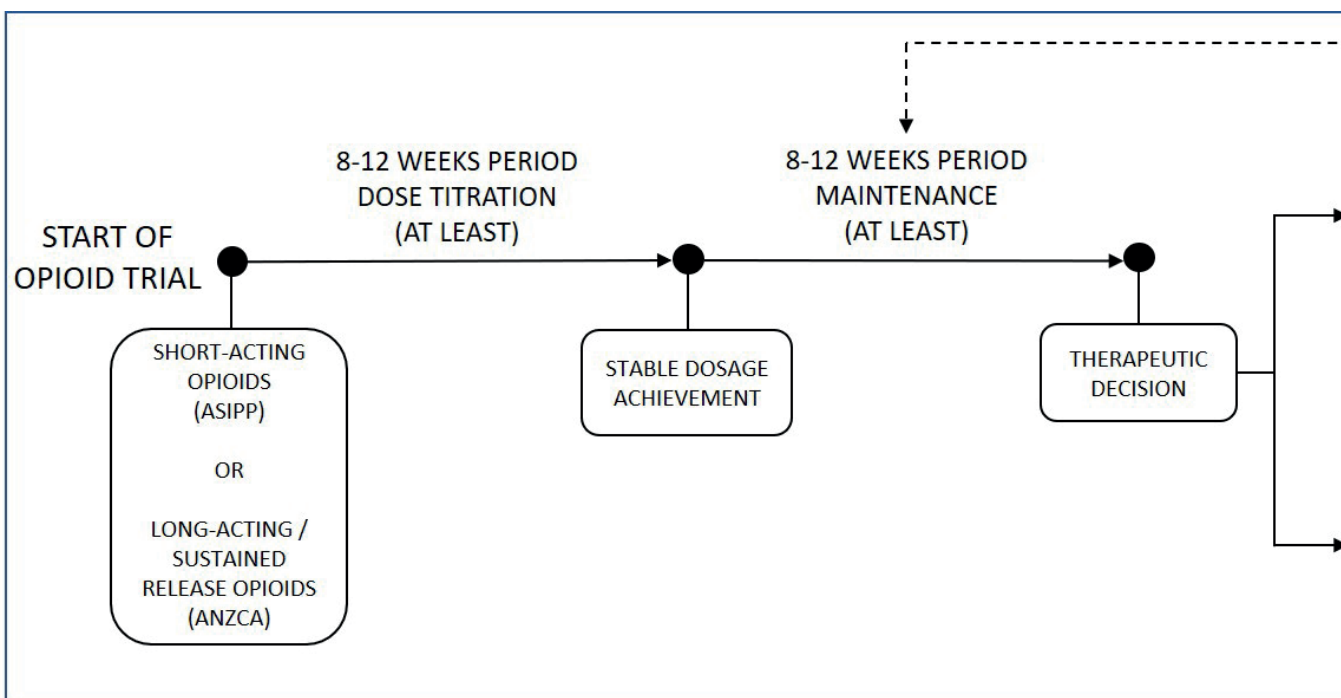 START OF
OPIOID TRIAL
8-12 WEEKS PERIOD
DOSE TITRATION
(AT LEAST)
8-12 WEEKS PERIOD
MAINTENANCE
(AT LEAST)
SHORT-ACTING
OPIOIDS
(ASIPP)
OR
LONG-ACTING /
SUSTAINED
RELEASE OPIOIDS
(ANZCA)
STABLE DOSAGE
ACHIEVEMENT
THERAPEUTIC
DECISION